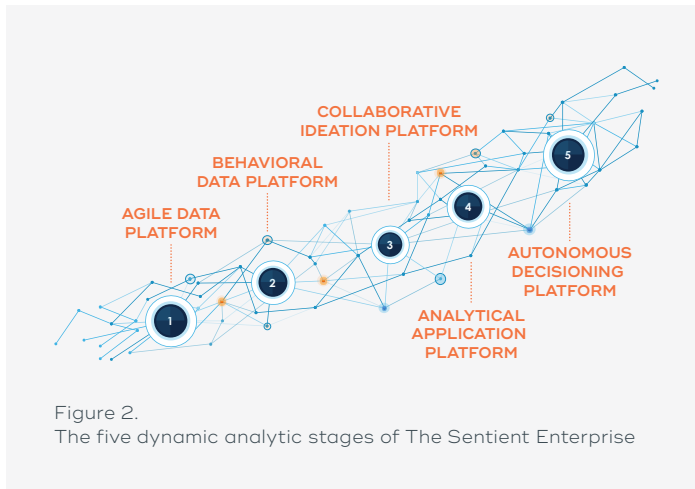 COLLABORATIVE
IDEATION PLATFORM
BEHAVIORAL
DATA PLATFORM
AGILE DATA
PLATFORM
1
2
3
4
5
AUTONOMOUS
DECISIONING
PLATFORM
ANALYTICAL
APPLICATION
PLATFORM
Figure 2.
The five dynamic analytic stages of The Sentient Enterprise